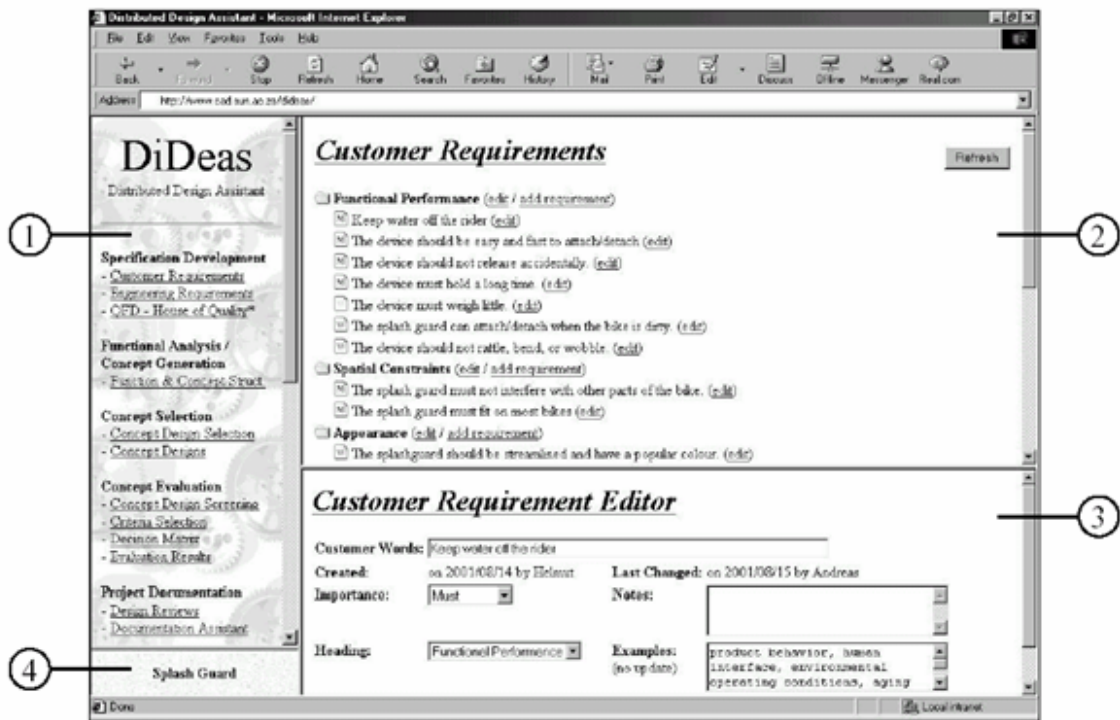 Distributed Design Assistant - Microsoft Internet Explorer
File Edit View Favorites Tools Help
Back Forward Stop Refresh Home Search Favorites History Mail Print Edit Discuss Offline Messenger Real.com
Address http://www.cad.sun.ac.za/dideas/
DiDeas
Distributed Design Assistant
1
Specification Development
- Customer Requirements
- Engineering Requirements
- QFD - House of Quality*
Functional Analysis /
Concept Generation
- Function & Concept Struct.
Concept Selection
- Concept Design Selection
- Concept Designs
Concept Evaluation
- Concept Design Screening
- Criteria Selection
- Decision Matrix
- Evaluation Results
Project Documentation
- Design Reviews
- Documentation Assistant
4
Splash Guard
Customer Requirements
Refresh
2
Functional Performance (edit / add requirement)
Keep water off the rider (edit)
The device should be easy and fast to attach/detach (edit)
The device should not release accidentally. (edit)
The device must hold a long time. (edit)
The device must weigh little. (edit)
The splash guard can attach/detach when the bike is dirty. (edit)
The device should not rattle, bend, or wobble. (edit)
Spatial Constraints (edit / add requirement)
The splash guard must not interfere with other parts of the bike. (edit)
The splash guard must fit on most bikes (edit)
Appearance (edit / add requirement)
The splashguard should be streamlined and have a popular colour. (edit)
Customer Requirement Editor
3
Customer Words: Keep water off the rider
Created: on 2001/08/14 by Helmut Last Changed: on 2001/08/15 by Andreas
Importance: Must Notes:
Heading: Functional Performance Examples: product behavior, human
(no update) interface, environmental
operating conditions, aging
Done Local intranet